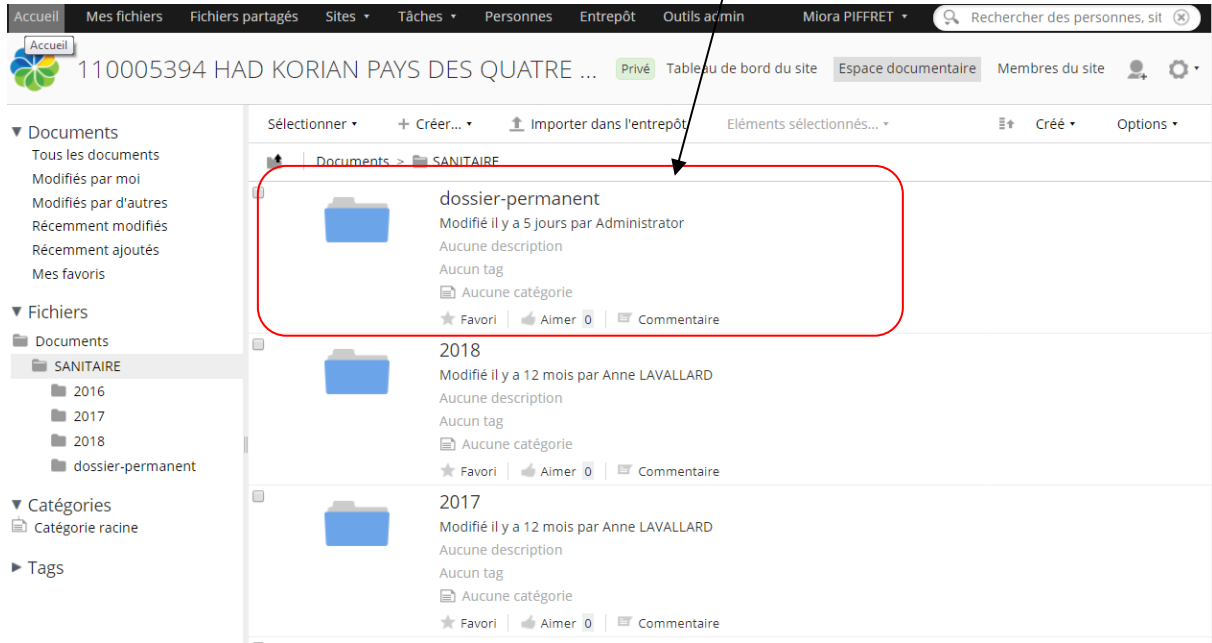 Accueil Mes fichiers Fichiers partagés Sites Tâches Personnes Entrepôt Outils admin Miora PIFFRET Rechercher des personnes, sit
Accueil
110005394 HAD KORIAN PAYS DES QUATRE ... Privé Tableau de bord du site Espace documentaire Membres du site
Sélectionner + Créer... Importer dans l'entrepôt Eléments sélectionnés... Créé Options
Documents > SANITAIRE
Documents
Tous les documents
Modifiés par moi
Modifiés par d'autres
Récemment modifiés
Récemment ajoutés
Mes favoris
Fichiers
Documents
SANITAIRE
2016
2017
2018
dossier-permanent
Catégories
Catégorie racine
Tags
dossier-permanent
Modifié il y a 5 jours par Administrator
Aucune description
Aucun tag
Aucune catégorie
Favori Aimer 0 Commentaire
2018
Modifié il y a 12 mois par Anne LAVALLARD
Aucune description
Aucun tag
Aucune catégorie
Favori Aimer 0 Commentaire
2017
Modifié il y a 12 mois par Anne LAVALLARD
Aucune description
Aucun tag
Aucune catégorie
Favori Aimer 0 Commentaire